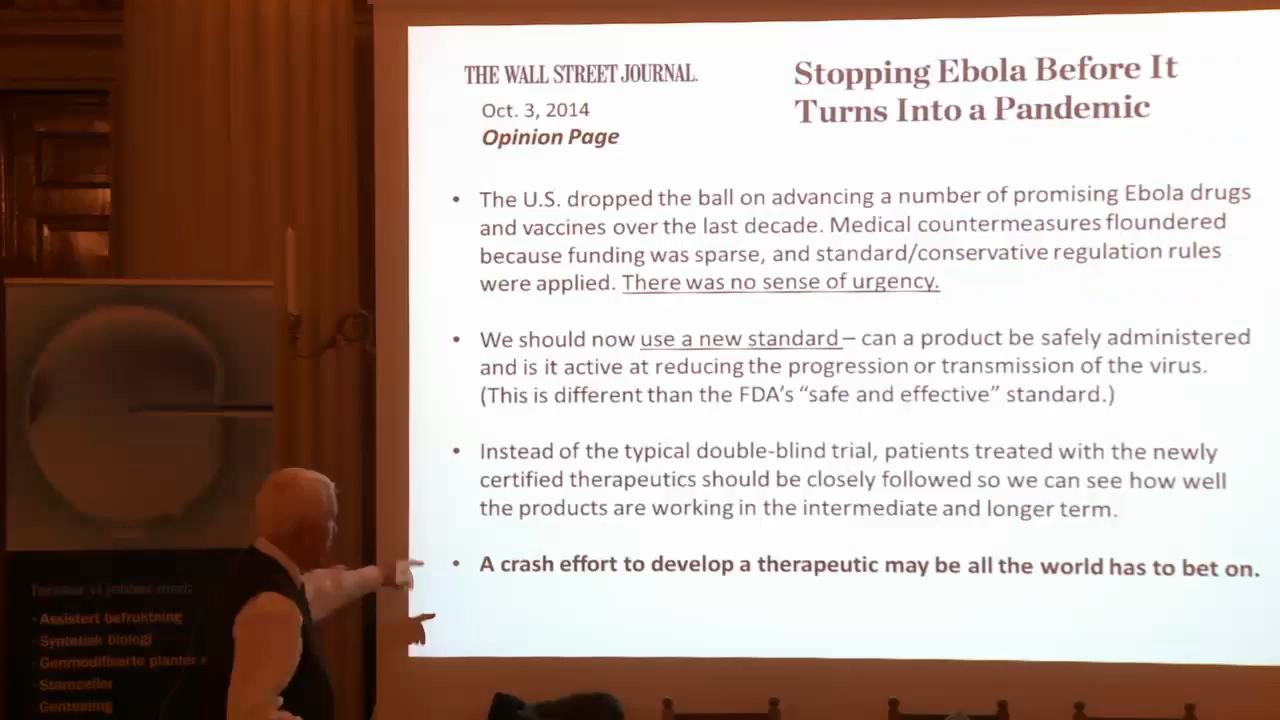 THE WALL STREET JOURNAL.
Oct. 3, 2014
Opinion Page
Stopping Ebola Before It
Turns Into a Pandemic
• The U.S. dropped the ball on advancing a number of promising Ebola drugs
and vaccines over the last decade. Medical countermeasures floundered
because funding was sparse, and standard/conservative regulation rules
were applied. There was no sense of urgency.
• We should now use a new standard – can a product be safely administered
and is it active at reducing the progression or transmission of the virus.
(This is different than the FDA's “safe and effective” standard.)
• Instead of the typical double-blind trial, patients treated with the newly
certified therapeutics should be closely followed so we can see how well
the products are working in the intermediate and longer term.
• A crash effort to develop a therapeutic may be all the world has to bet on.
vi jobber med:
- Assistert befruktning
- Syntetisk biologi
- Genmodifiserte planter
- Stamceller
Gentesting